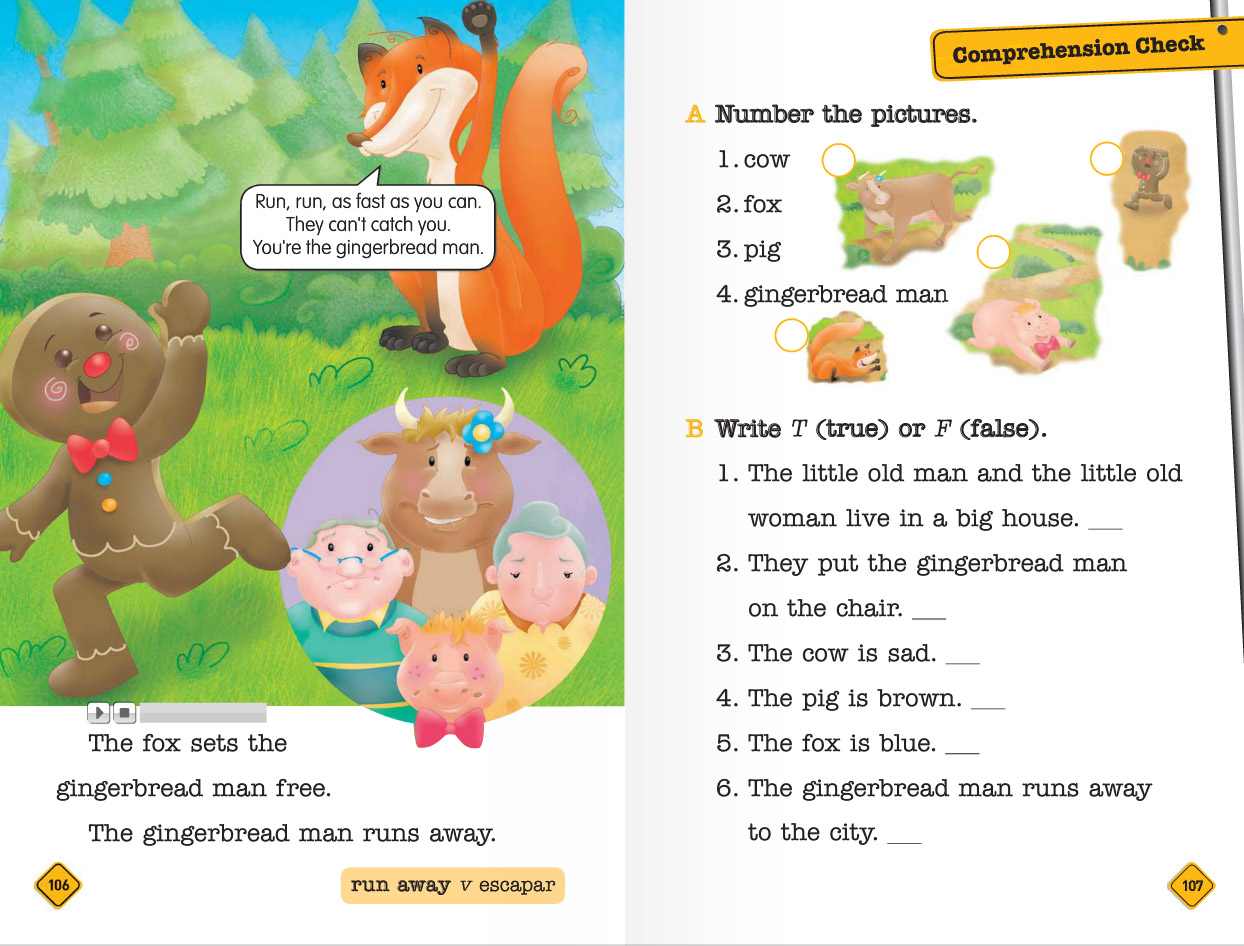 Run, run, as fast as you can.
They can't catch you.
You're the gingerbread man.
The fox sets the
gingerbread man free.
The gingerbread man runs away.
run away v escapar
106
Comprehension Check
A Number the pictures.
1. cow
2. fox
3. pig
4. gingerbread man
B Write T (true) or F (false).
1. The little old man and the little old
woman live in a big house. ___
2. They put the gingerbread man
on the chair. ___
3. The cow is sad. ___
4. The pig is brown. ___
5. The fox is blue. ___
6. The gingerbread man runs away
to the city. ___
107